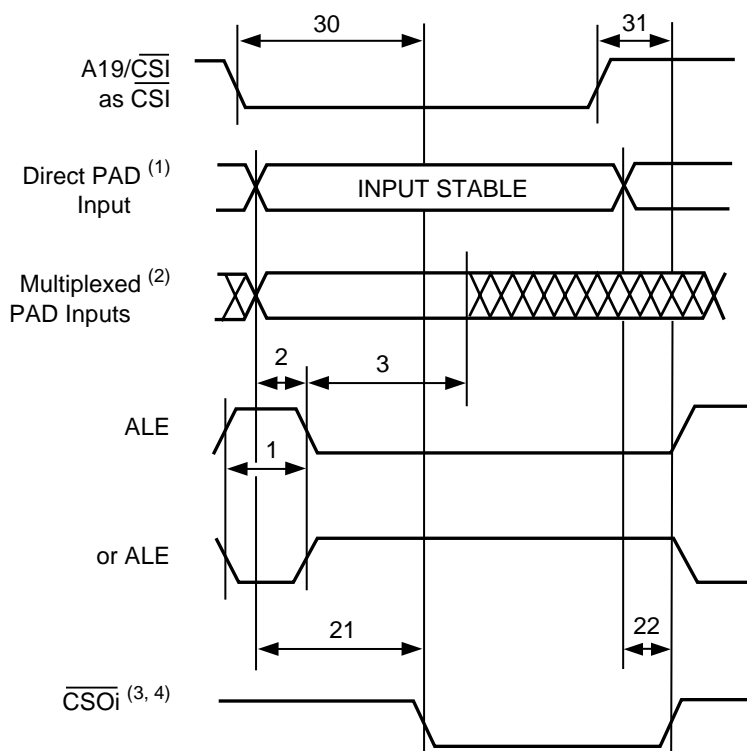 30
31
A19/CSI
as CSI
Direct PAD (1)
Input
INPUT STABLE
Multiplexed (2)
PAD Inputs
2
3
ALE
1
or ALE
21
22
CSOi (3, 4)